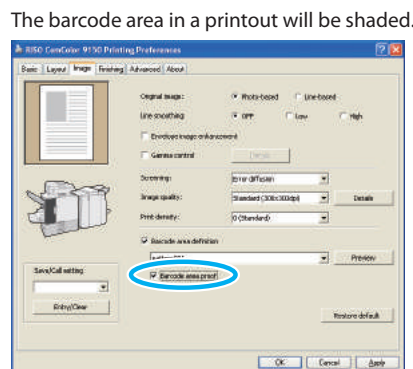 The barcode area in a printout will be shaded.
RISO ComColor 9150 Printing Preferences
Basic Layout Image Finishing Advanced About
Original image: Photo-based Line-based
Line smoothing: OFF Low High
Envelope image enhancement
Gamma control Details
Screening: Error diffusion
Image quality: Standard (300x300dpi) Details
Print density: 0 (Standard)
Barcode area definition
Preview
Save/Call setting
Barcode area proof
Entry/Clear
Restore default
OK Cancel Apply